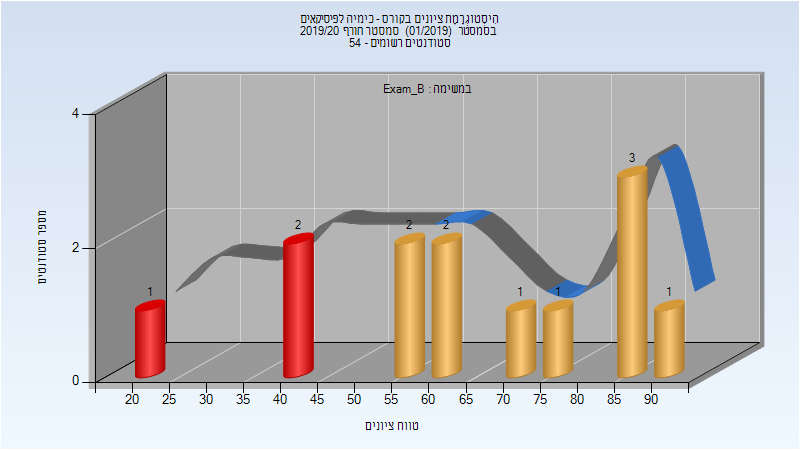 היסטוגרמת ציונים בקורס - כימיה לפיסיקאים
בסמסטר (01/2019) סמסטר חורף 2019/20
סטודנטים רשומים - 54
במשימה : Exam_B
מספר סטודנטים
4
2
0
1
2
2
2
1
1
3
1
20 25 30 35 40 45 50 55 60 65 70 75 80 85 90
טווח ציונים